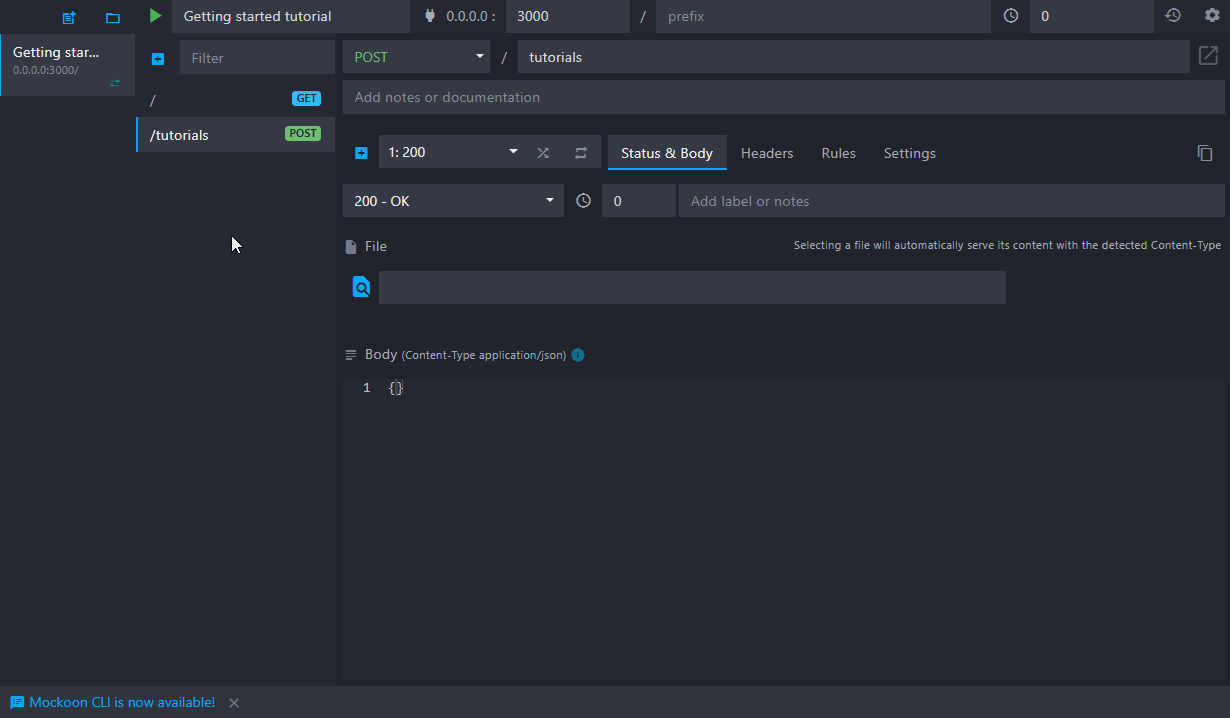 Getting started tutorial 0.0.0.0 : 3000 / prefix 0
Getting star...
0.0.0.0:3000/
Filter
/ GET
/tutorials POST
POST / tutorials
Add notes or documentation
1: 200 Status & Body Headers Rules Settings
200 - OK 0 Add label or notes
File Selecting a file will automatically serve its content with the detected Content-Type
Body (Content-Type application/json) i
1 {}
Mockoon CLI is now available!